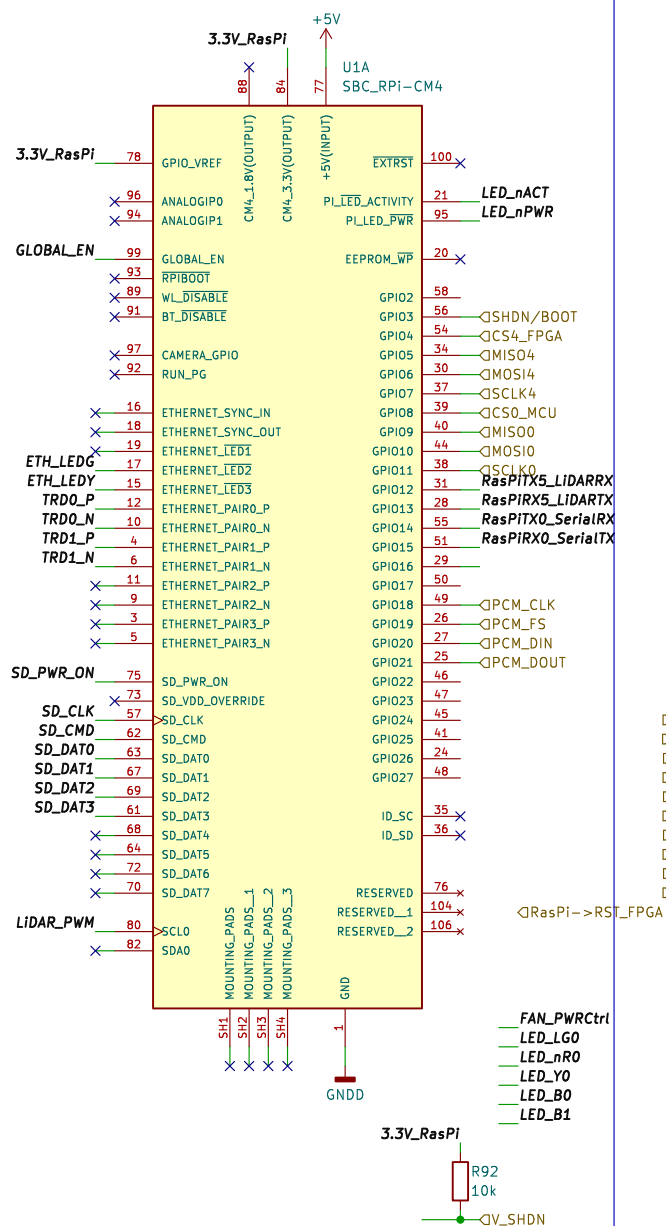 +5V
3.3V_RasPi
88
84
77
U1A
SBC_RPi-CM4
CM4_1.8V(OUTPUT)
CM4_3.3V(OUTPUT)
+5V(INPUT)
3.3V_RasPi 78 GPIO_VREF
EXTRST 100
96 ANALOGIP0
PI_LED_ACTIVITY 21 LED_nACT
94 ANALOGIP1
PI_LED_PWR 95 LED_nPWR
GLOBAL_EN 99 GLOBAL_EN
EEPROM_WP 20
93 RPIBOOT
89 WL_DISABLE
GPIO2 58
91 BT_DISABLE
GPIO3 56 SHDN/BOOT
GPIO4 54 CS4_FPGA
97 CAMERA_GPIO
GPIO5 34 MISO4
92 RUN_PG
GPIO6 30 MOSI4
GPIO7 37 SCLK4
16 ETHERNET_SYNC_IN
GPIO8 39 CS0_MCU
18 ETHERNET_SYNC_OUT
GPIO9 40 MISO0
19 ETHERNET_LED1
GPIO10 44 MOSI0
ETH_LEDG 17 ETHERNET_LED2
GPIO11 38 SCLK0
ETH_LEDY 15 ETHERNET_LED3
GPIO12 31 RasPiTX5_LiDARRX
TRD0_P 12 ETHERNET_PAIR0_P
GPIO13 28 RasPiRX5_LiDARTX
TRD0_N 10 ETHERNET_PAIR0_N
GPIO14 55 RasPiTX0_SerialRX
TRD1_P 4 ETHERNET_PAIR1_P
GPIO15 51 RasPiRX0_SerialTX
TRD1_N 6 ETHERNET_PAIR1_N
GPIO16 29
11 ETHERNET_PAIR2_P
GPIO17 50
9 ETHERNET_PAIR2_N
GPIO18 49 PCM_CLK
3 ETHERNET_PAIR3_P
GPIO19 26 PCM_FS
5 ETHERNET_PAIR3_N
GPIO20 27 PCM_DIN
GPIO21 25 PCM_DOUT
SD_PWR_ON 75 SD_PWR_ON
GPIO22 46
73 SD_VDD_OVERRIDE
GPIO23 47
SD_CLK 57 SD_CLK
GPIO24 45
SD_CMD 62 SD_CMD
GPIO25 41
SD_DAT0 63 SD_DAT0
GPIO26 24
SD_DAT1 67 SD_DAT1
GPIO27 48
SD_DAT2 69 SD_DAT2
SD_DAT3 61 SD_DAT3
ID_SC 35
68 SD_DAT4
ID_SD 36
64 SD_DAT5
72 SD_DAT6
70 SD_DAT7
RESERVED 76
RESERVED__1 104
RasPi->RST_FPGA
LiDAR_PWM 80 SCL0
RESERVED__2 106
82 SDA0
MOUNTING_PADS
MOUNTING_PADS__1
MOUNTING_PADS__2
MOUNTING_PADS__3
GND
SH1
SH2
SH3
SH4
1
GNDD
FAN_PWRCtrl
LED_LG0
LED_nR0
LED_Y0
LED_B0
LED_B1
3.3V_RasPi
R92
10k
V_SHDN